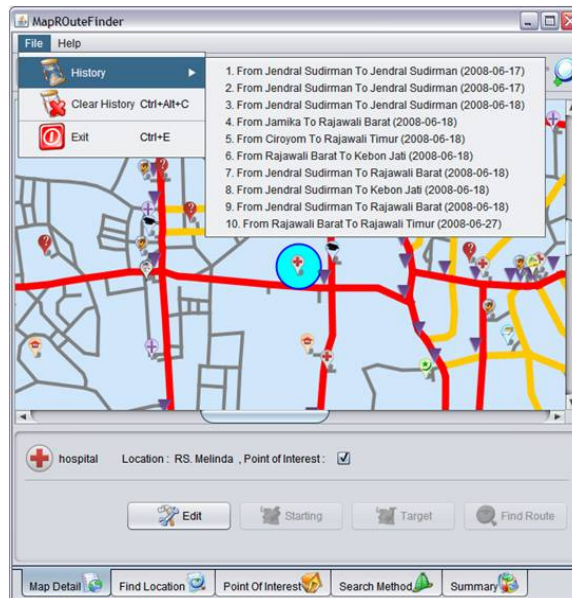 MapROuteFinder
File Help
History
Clear History Ctrl+Alt+C
Exit Ctrl+E
1. From Jendral Sudirman To Jendral Sudirman (2008-06-17)
2. From Jendral Sudirman To Jendral Sudirman (2008-06-17)
3. From Jendral Sudirman To Jendral Sudirman (2008-06-18)
4. From Jamika To Rajawali Barat (2008-06-18)
5. From Ciroyom To Rajawali Timur (2008-06-18)
6. From Rajawali Barat To Kebon Jati (2008-06-18)
7. From Jendral Sudirman To Rajawali Barat (2008-06-18)
8. From Jendral Sudirman To Kebon Jati (2008-06-18)
9. From Jendral Sudirman To Rajawali Barat (2008-06-18)
10. From Rajawali Barat To Rajawali Timur (2008-06-27)
hospital Location : RS. Melinda , Point of Interest :
Edit Starting Target Find Route
Map Detail Find Location Point Of Interest Search Method Summary